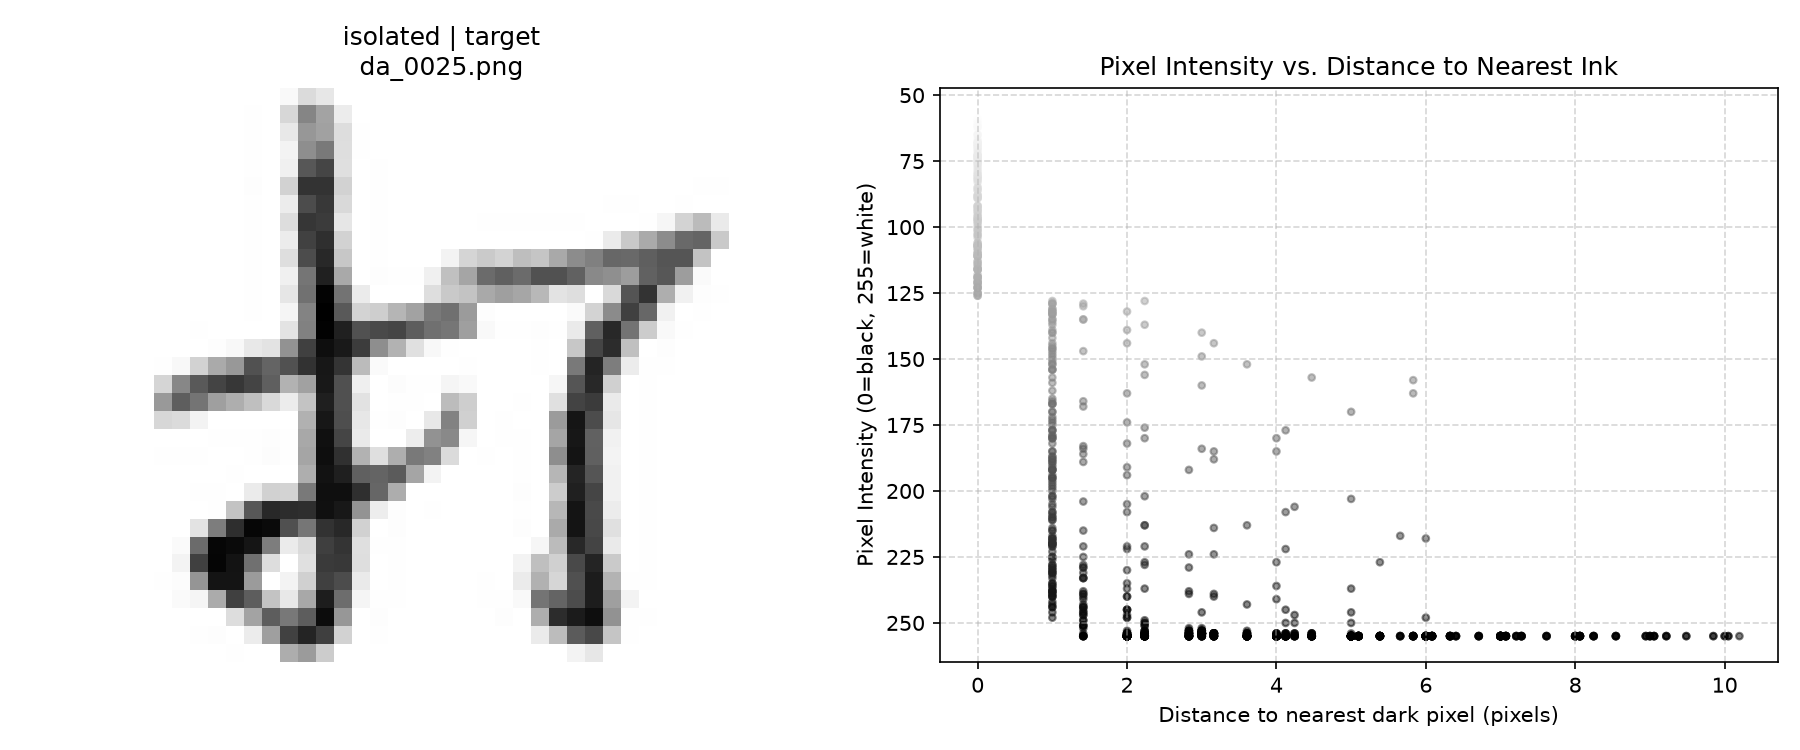 isolated | target
da_0025.png
打
Pixel Intensity vs. Distance to Nearest Ink
Pixel Intensity (0=black, 255=white)
50
75
100
125
150
175
200
225
250
0 2 4 6 8 10
Distance to nearest dark pixel (pixels)